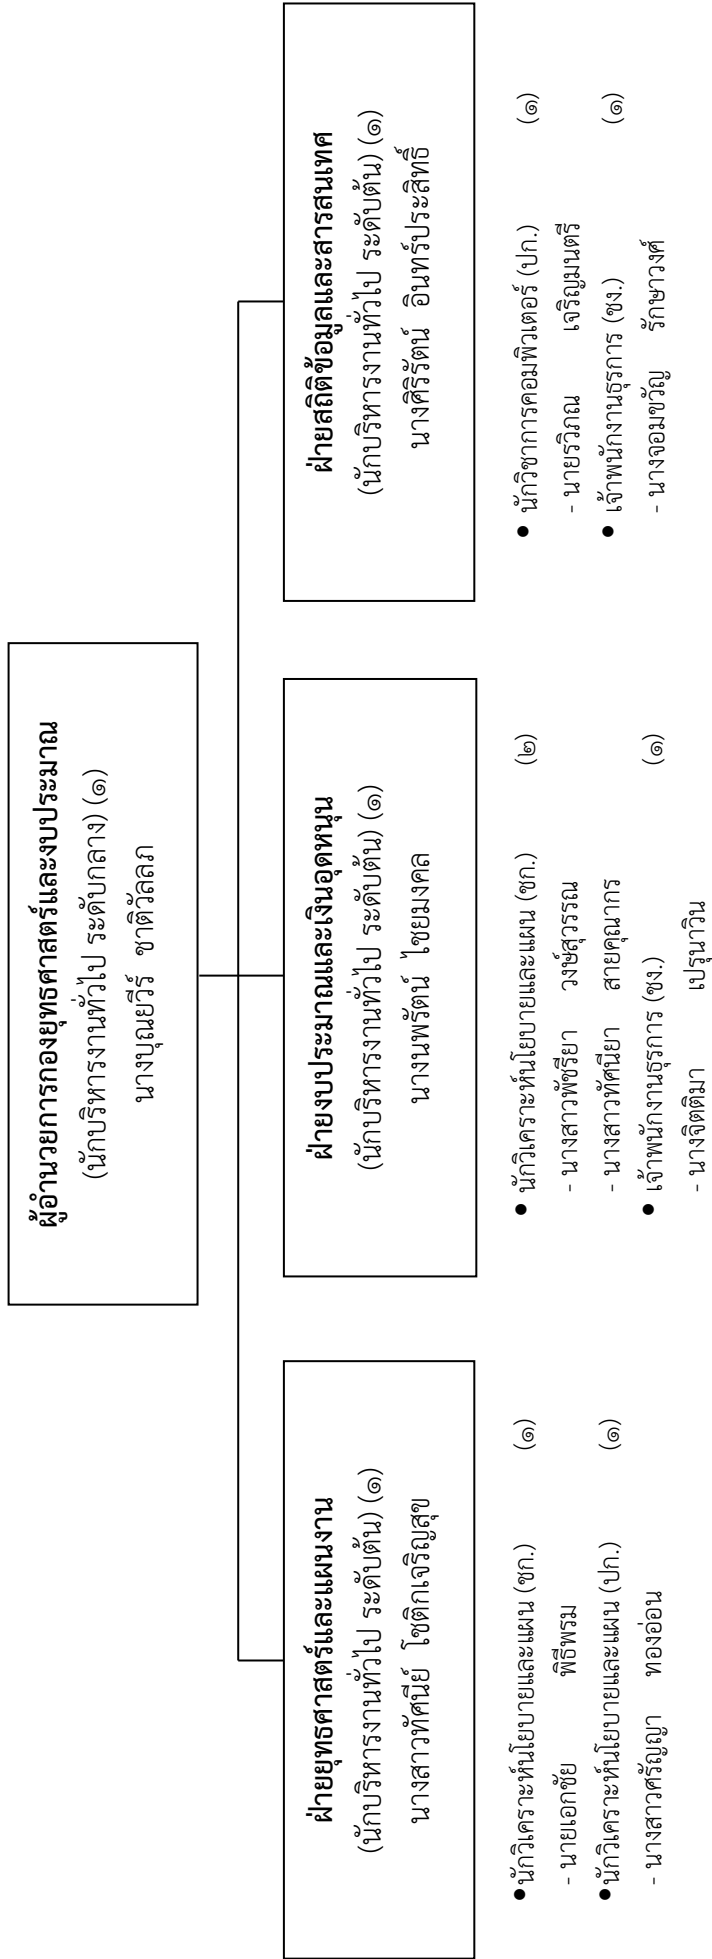 ผู้อำนวยการกองยุทธศาสตร์และงบประมาณ
(นักบริหารงานทั่วไป ระดับกลาง) (๑)
นางบุณยวีร์ ชาติวัลลภ
ฝ่ายยุทธศาสตร์และแผนงาน
(นักบริหารงานทั่วไป ระดับต้น) (๑)
นางสาวทัศนีย์ โชติกเจริญสุข
● นักวิเคราะห์นโยบายและแผน (ชก.) (๑)
- นายเอกชัย พิธีพรม
● นักวิเคราะห์นโยบายและแผน (ปก.) (๑)
- นางสาวศรัญญา ทองอ่อน
ฝ่ายงบประมาณและเงินอุดหนุน
(นักบริหารงานทั่วไป ระดับต้น) (๑)
นางนพรัตน์ ไชยมงคล
● นักวิเคราะห์นโยบายและแผน (ชก.) (๒)
- นางสาวพัชรียา วงษ์สุวรรณ
- นางสาวทัศนียา สายคุณากร
● เจ้าพนักงานธุรการ (ชง.) (๑)
- นางจิตติมา เปรุนาวิน
ฝ่ายสถิติข้อมูลและสารสนเทศ
(นักบริหารงานทั่วไป ระดับต้น) (๑)
นางศิริรัตน์ อินทร์ประสิทธิ์
● นักวิชาการคอมพิวเตอร์ (ปก.) (๑)
- นายรวิภณ เจริญมนตรี
● เจ้าพนักงานธุรการ (ชง.) (๑)
- นางจอมขวัญ รักษาวงศ์